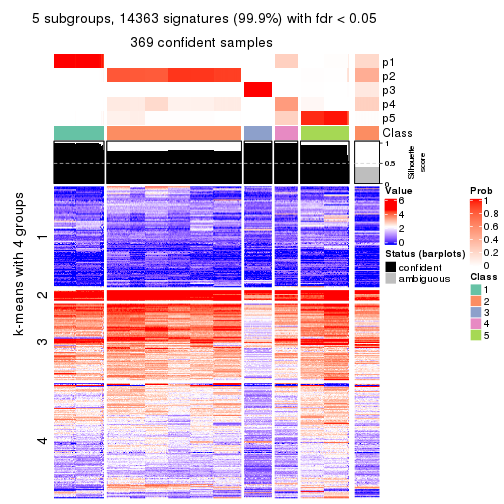 5 subgroups, 14363 signatures (99.9%) with fdr < 0.05
369 confident samples
p1
p2
p3
p4
p5
Class
1
0.5
0
Silhouette
score
k-means with 4 groups
1
2
3
4
Value
6
4
2
0
Status (barplots)
confident
ambiguous
Prob
1
0.8
0.6
0.4
0.2
0
Class
1
2
3
4
5